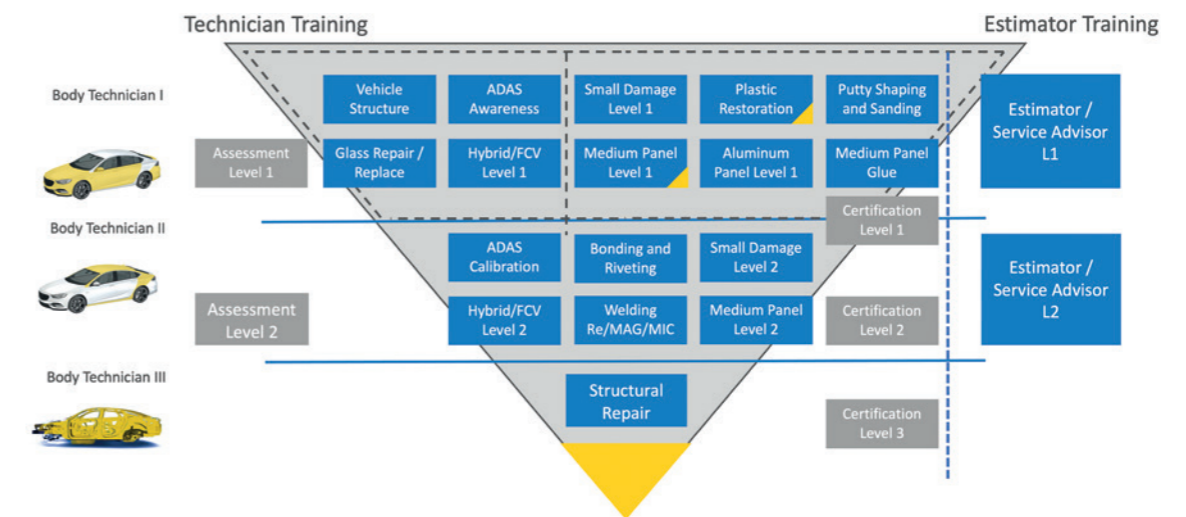 Technician Training
Estimator Training
Body Technician I
Vehicle
Structure
ADAS
Awareness
Small Damage
Level 1
Plastic
Restoration
Putty Shaping
and Sanding
Estimator /
Service Advisor
L1
Assessment
Level 1
Glass Repair /
Replace
Hybrid/FCV
Level 1
Medium Panel
Level 1
Aluminum
Panel Level 1
Medium Panel
Glue
Certification
Level 1
Body Technician II
ADAS
Calibration
Bonding and
Riveting
Small Damage
Level 2
Estimator /
Service Advisor
L2
Assessment
Level 2
Hybrid/FCV
Level 2
Welding
Re/MAG/MIC
Medium Panel
Level 2
Certification
Level 2
Body Technician III
Structural
Repair
Certification
Level 3